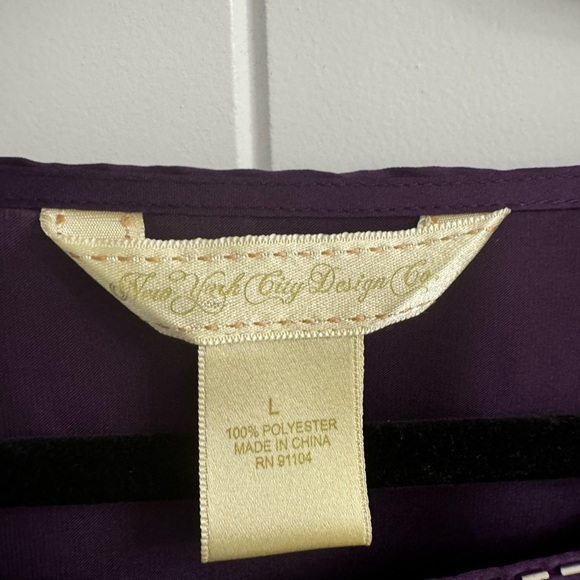 New York City Design Co.
L
100% POLYESTER
MADE IN CHINA
RN 91104